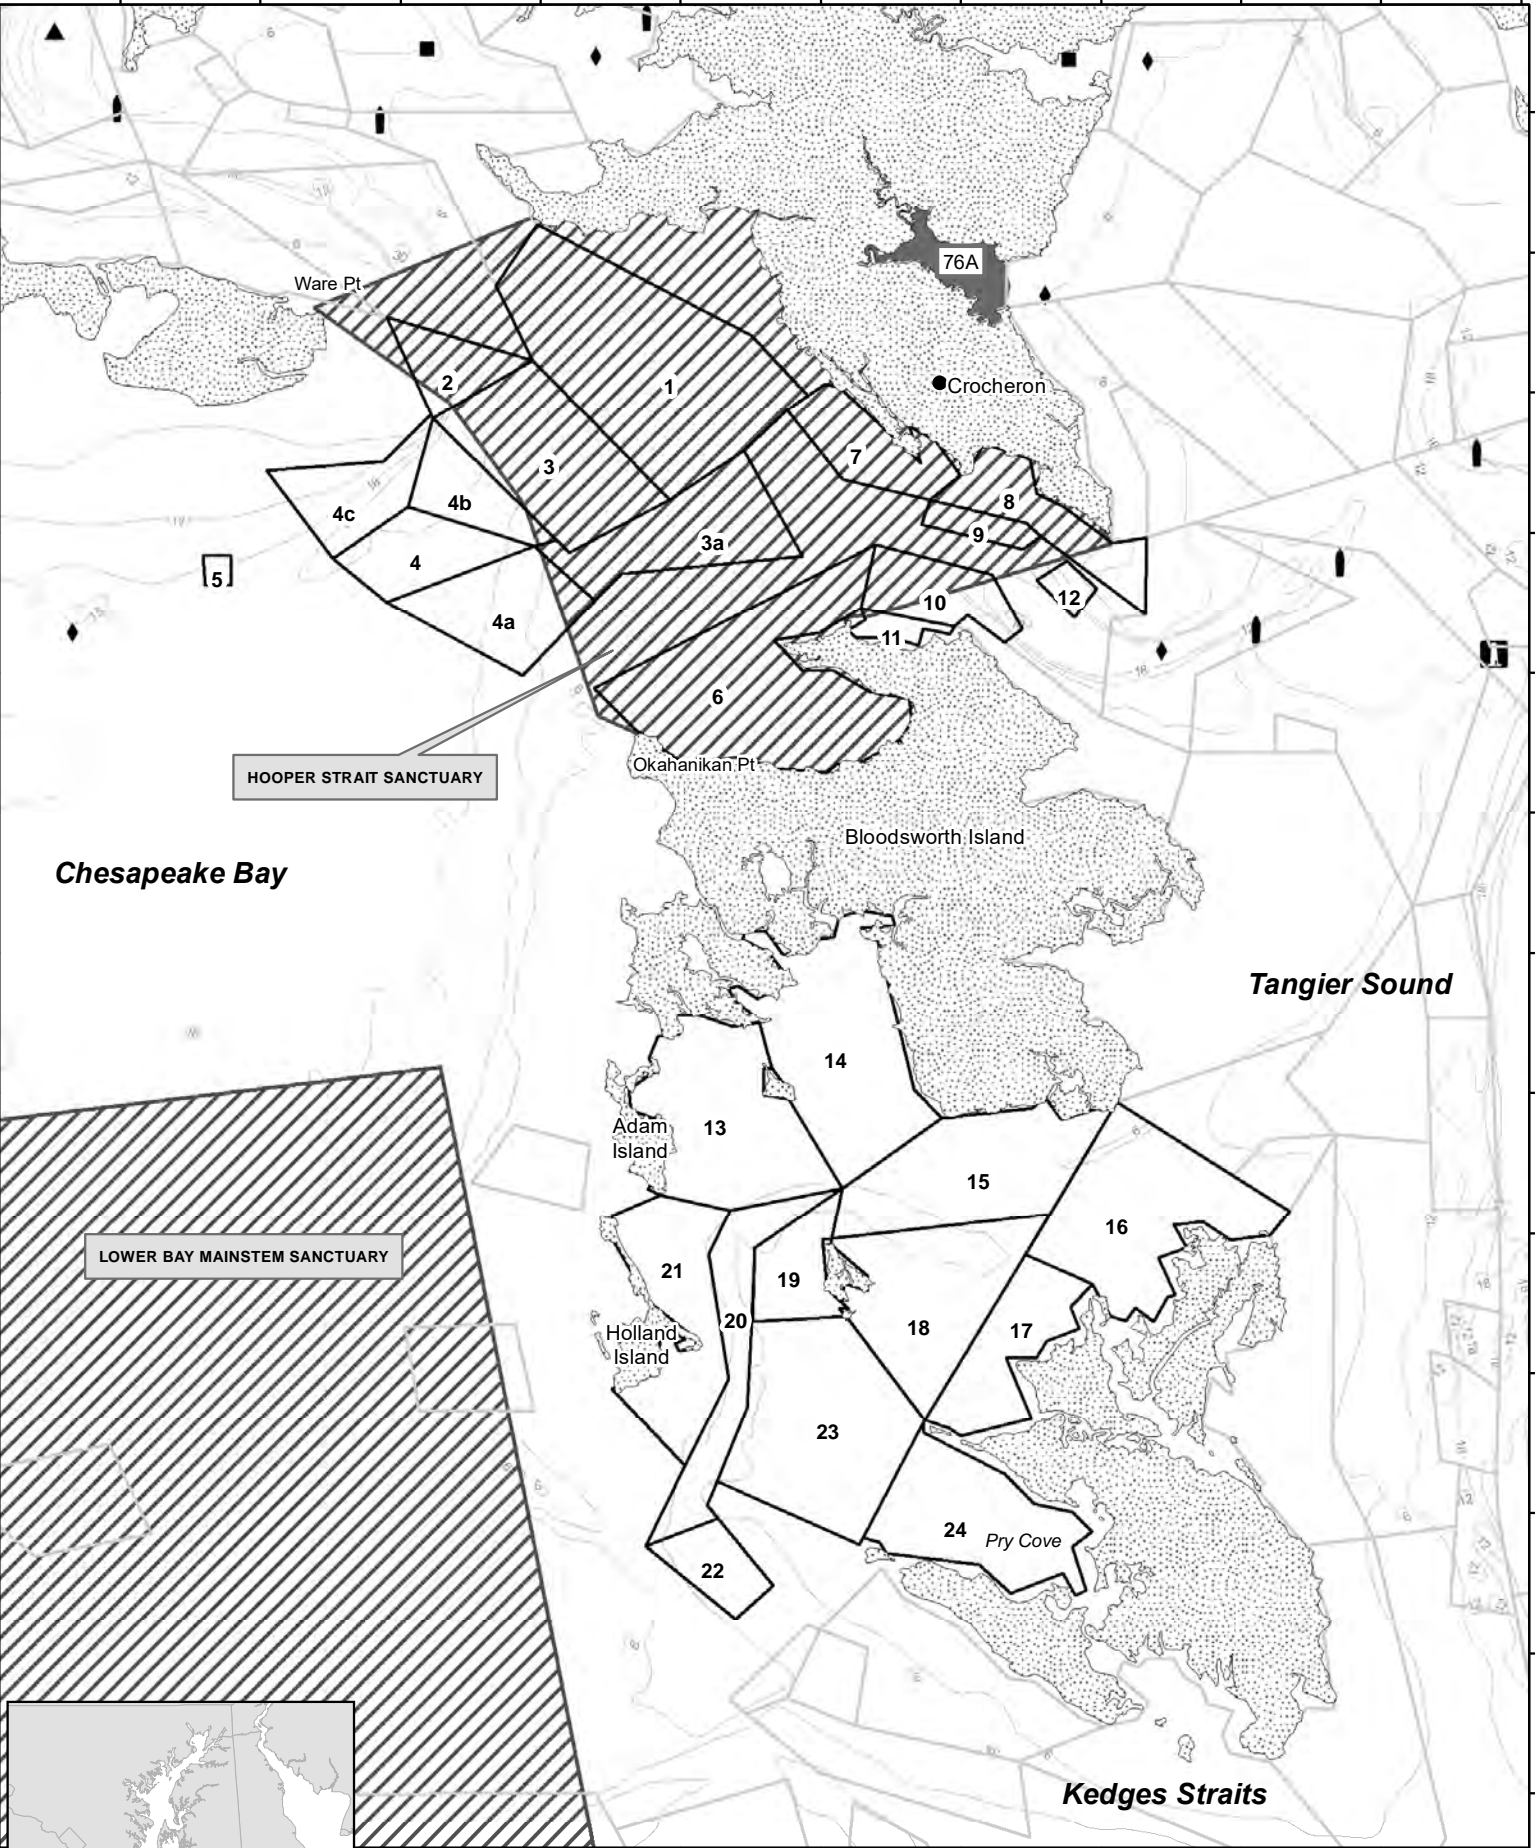 76A
Ware Pt
2
1
Crocheron
3
7
4c
4b
8
9
3a
4
5
12
10
4a
11
6
HOOPER STRAIT SANCTUARY
Okahanikan Pt
Bloodsworth Island
Chesapeake Bay
Tangier Sound
14
Adam
Island
13
15
16
LOWER BAY MAINSTEM SANCTUARY
21
19
20
Holland
Island
18
17
23
24
Pry Cove
22
Kedges Straits